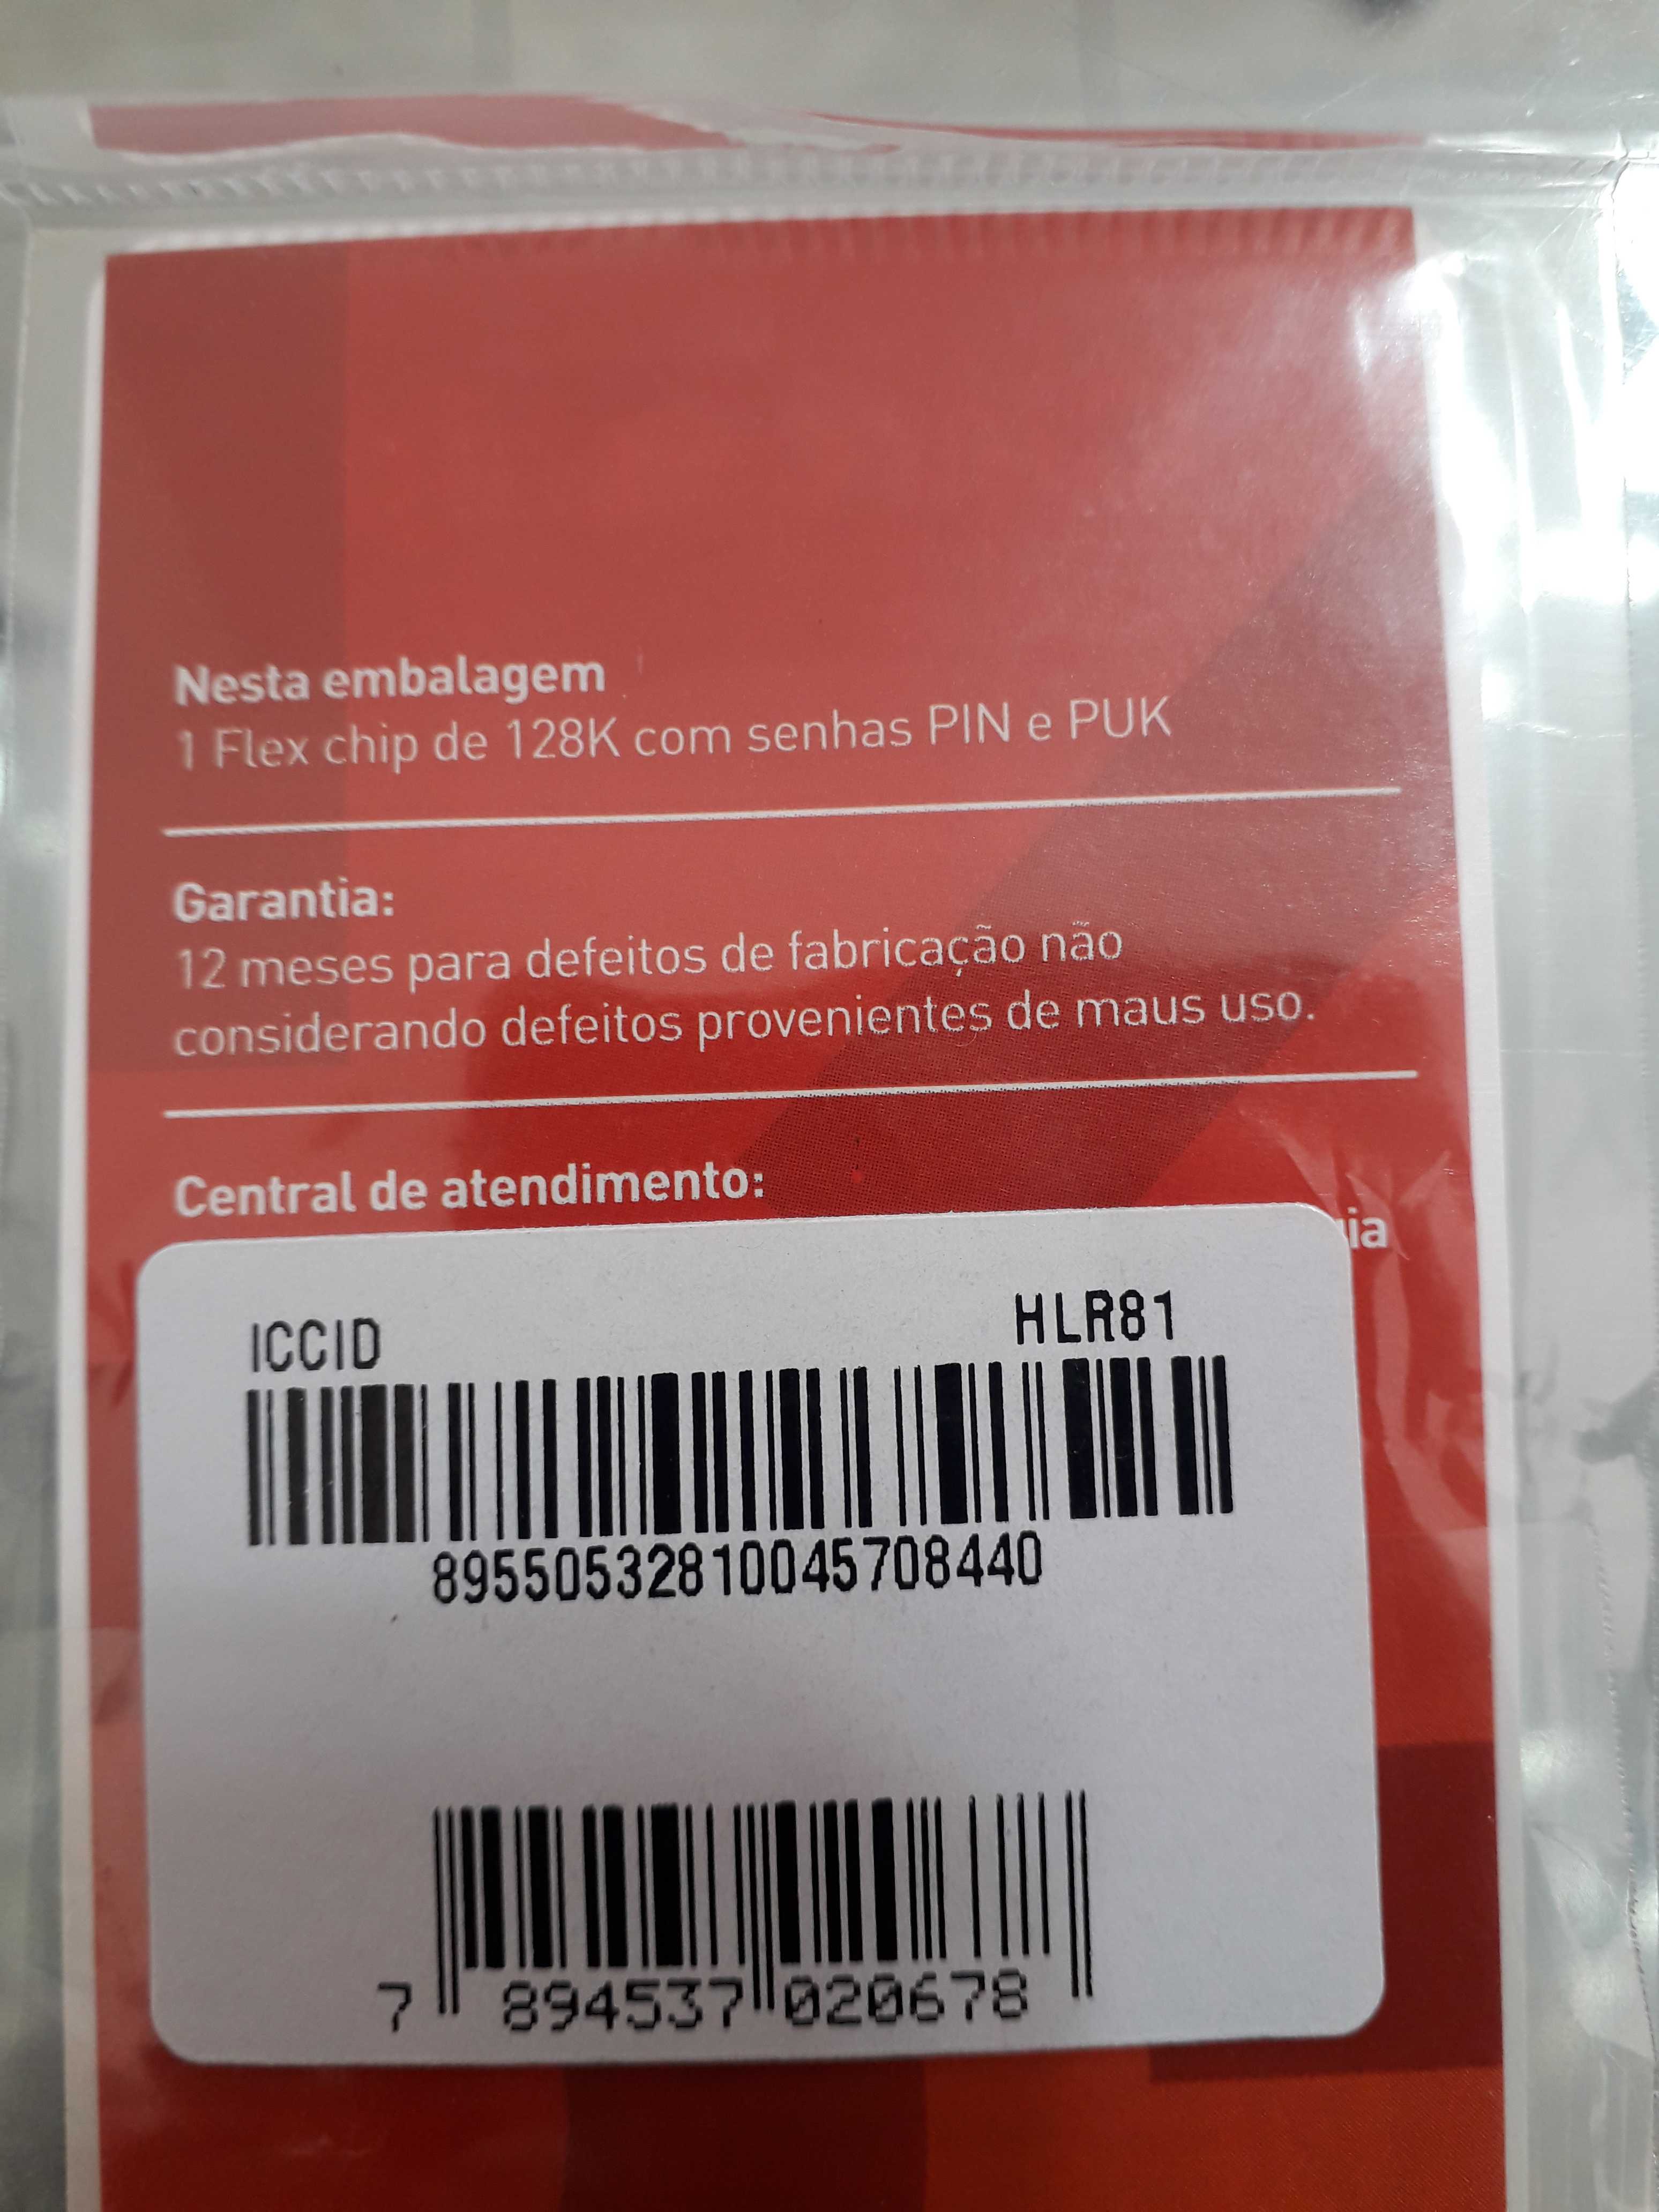 Nesta embalagem
1 Flex chip de 128K com senhas PIN e PUK
Garantia:
12 meses para defeitos de fabricação não
considerando defeitos provenientes de maus uso.
Central de atendimento:
ICCID HLR81
89550532810045708440
7 894537 020678